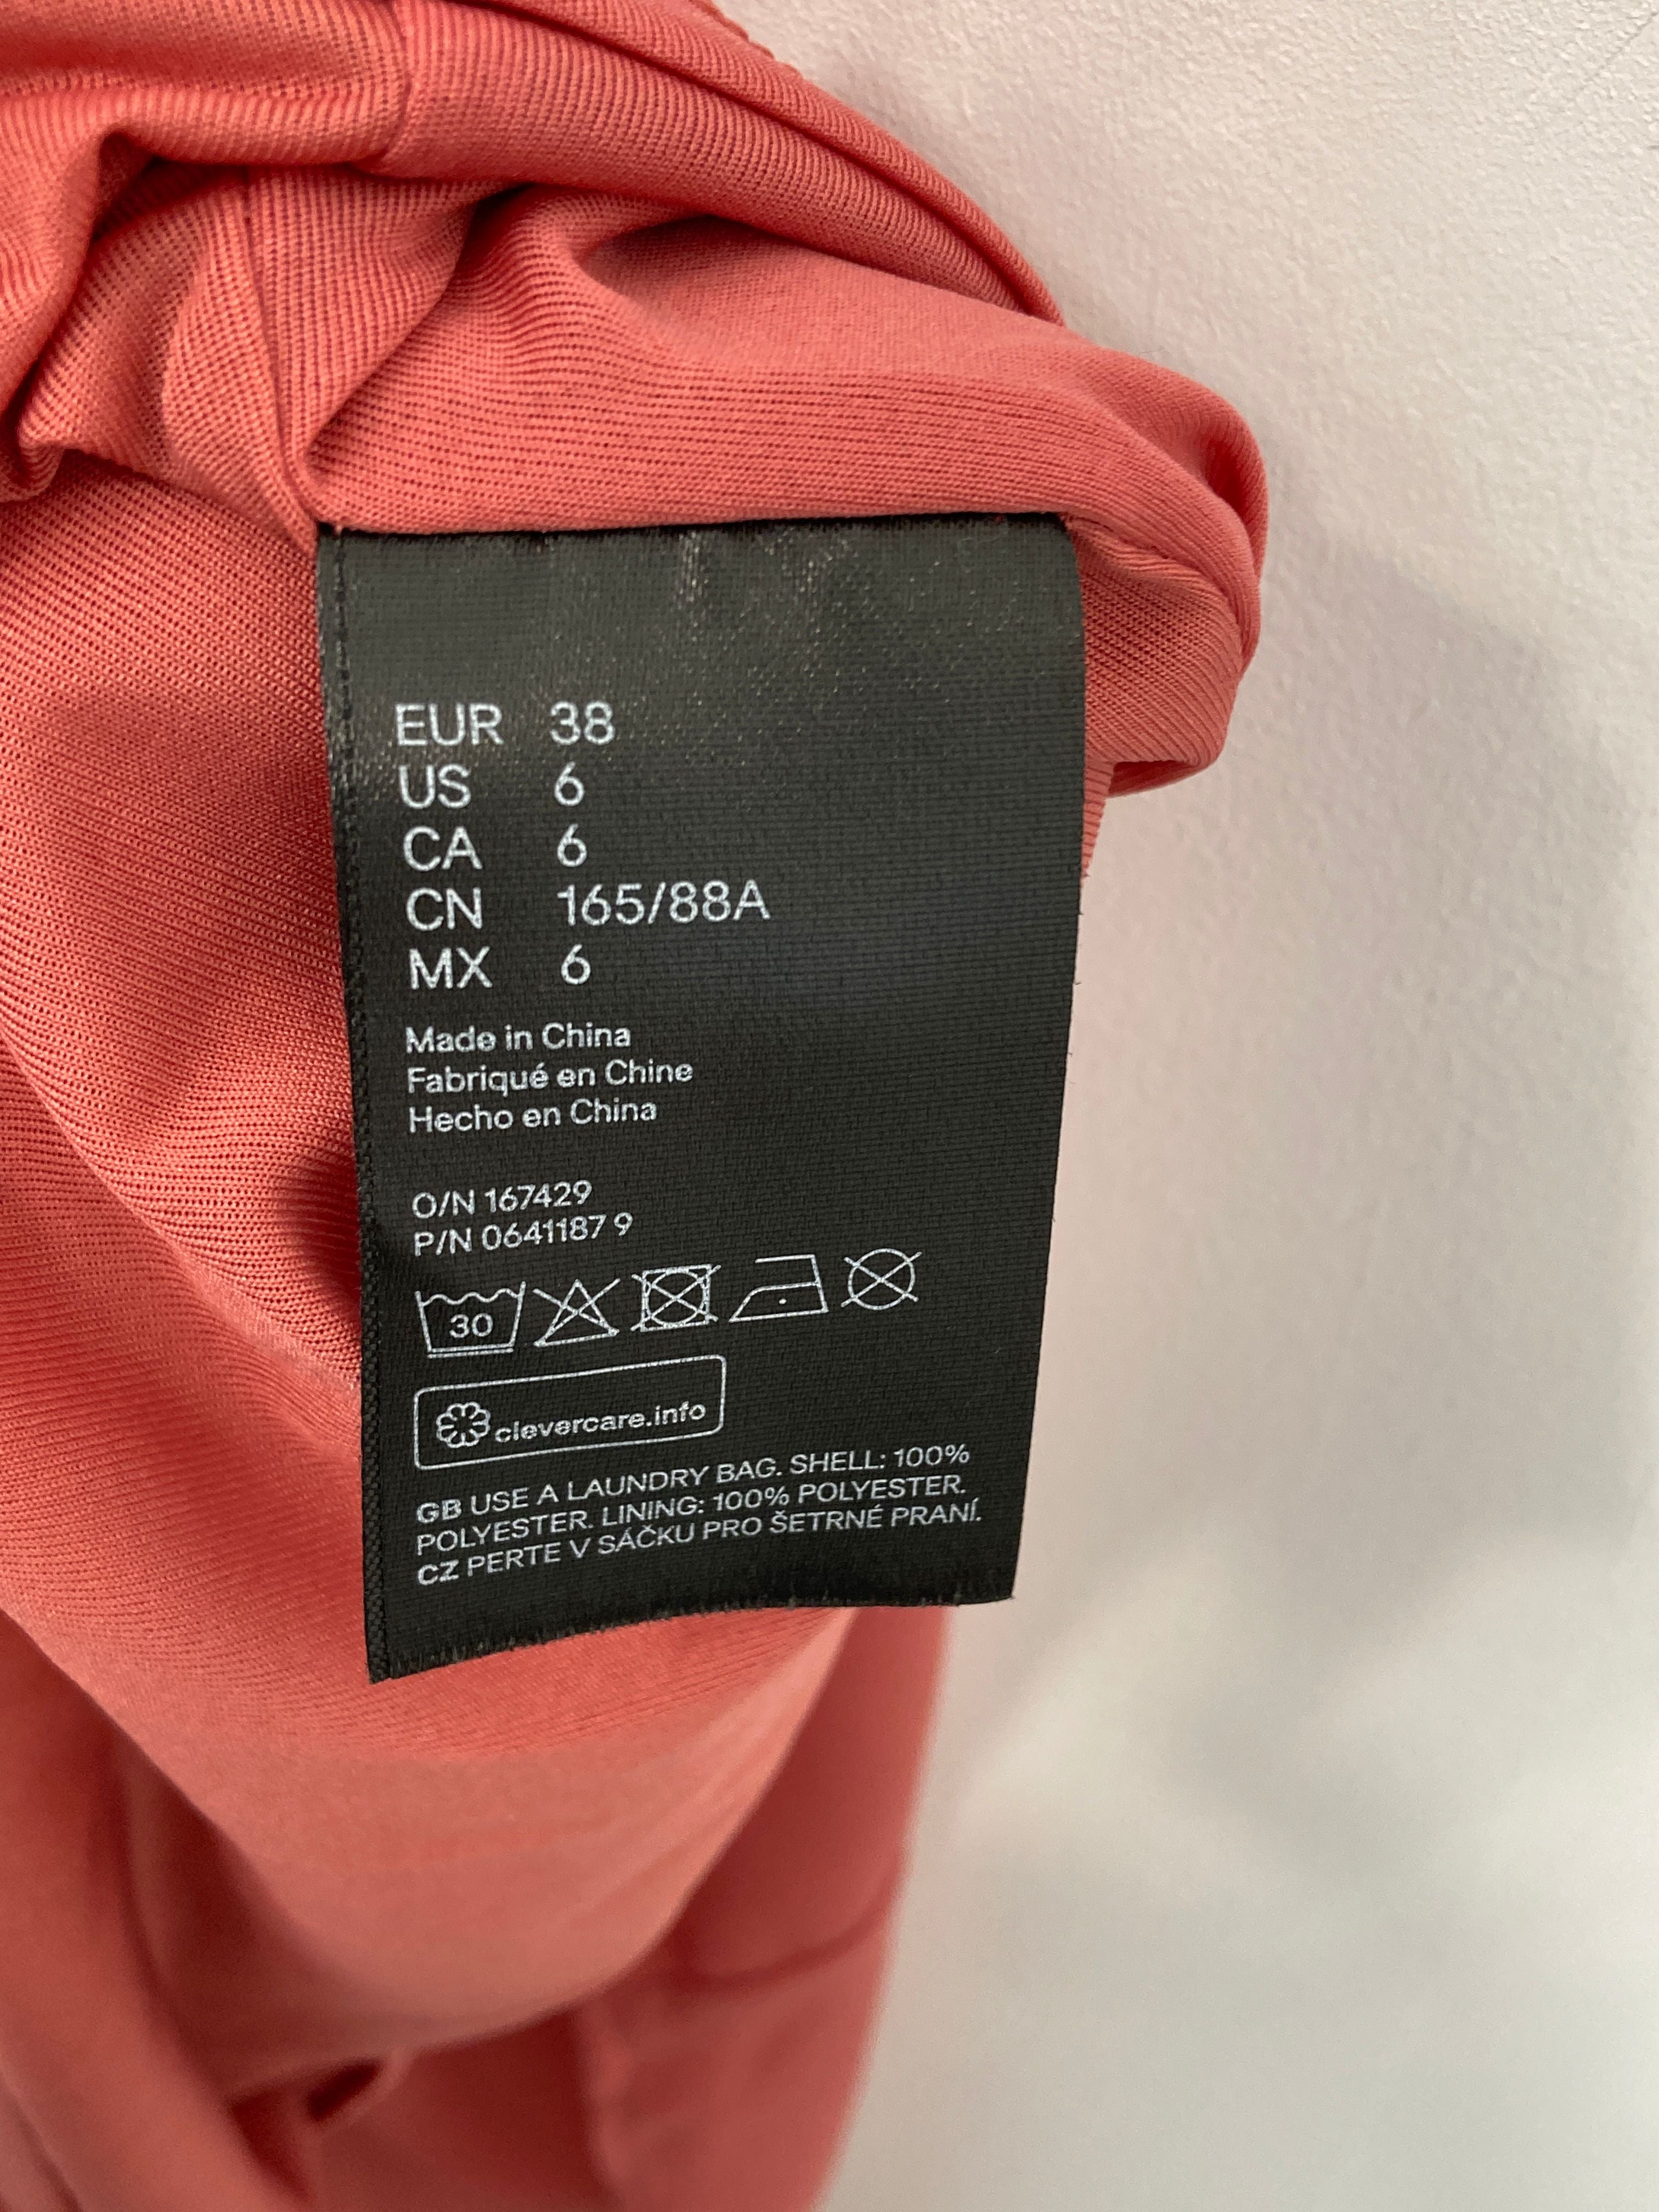 EUR 38
US 6
CA 6
CN 165/88A
MX 6
Made in China
Fabriqué en Chine
Hecho en China
O/N 167429
P/N 0641187 9
30
clevercare.info
GB USE A LAUNDRY BAG. SHELL: 100%
POLYESTER. LINING: 100% POLYESTER.
CZ PERTE V SÁČKU PRO ŠETRNÉ PRANÍ.